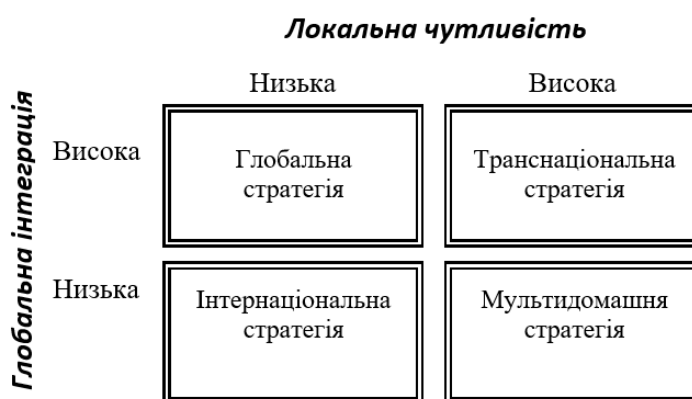 Локальна чутливість
Низька
Висока
Глобальна інтеграція
Висока
Глобальна
стратегія
Транснаціональна
стратегія
Низька
Інтернаціональна
стратегія
Мультидомашня
стратегія